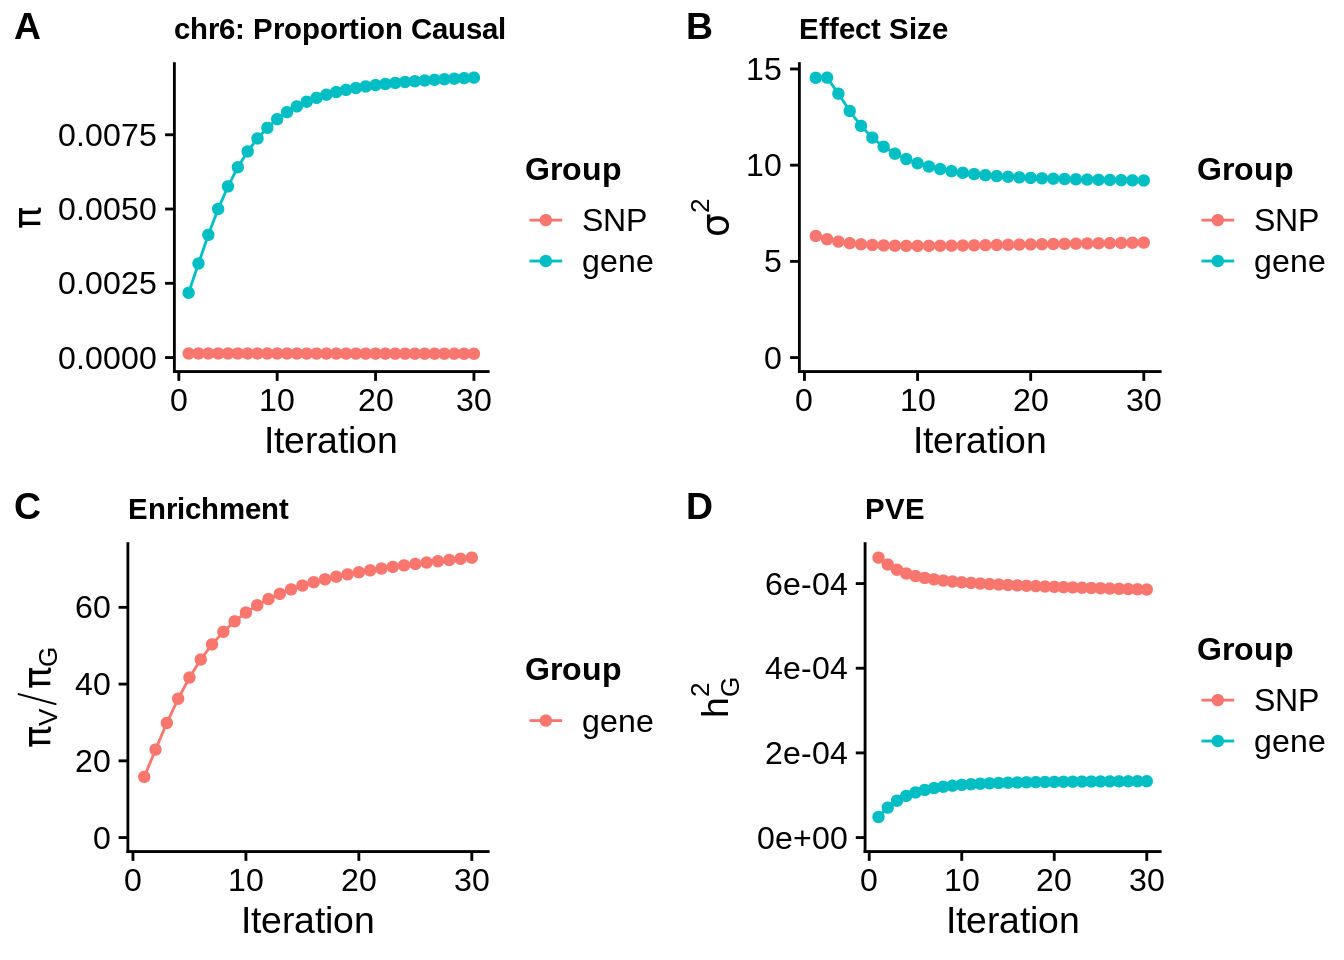 A
chr6: Proportion Causal
0.0075
0.0050
0.0025
0.0000
π
0 10 20 30
Iteration
Group
SNP
gene
B
Effect Size
15
10
5
0
σ²
0 10 20 30
Iteration
Group
SNP
gene
C
Enrichment
60
40
20
0
π_V/π_G
0 10 20 30
Iteration
Group
gene
D
PVE
6e-04
4e-04
2e-04
0e+00
h²_G
0 10 20 30
Iteration
Group
SNP
gene